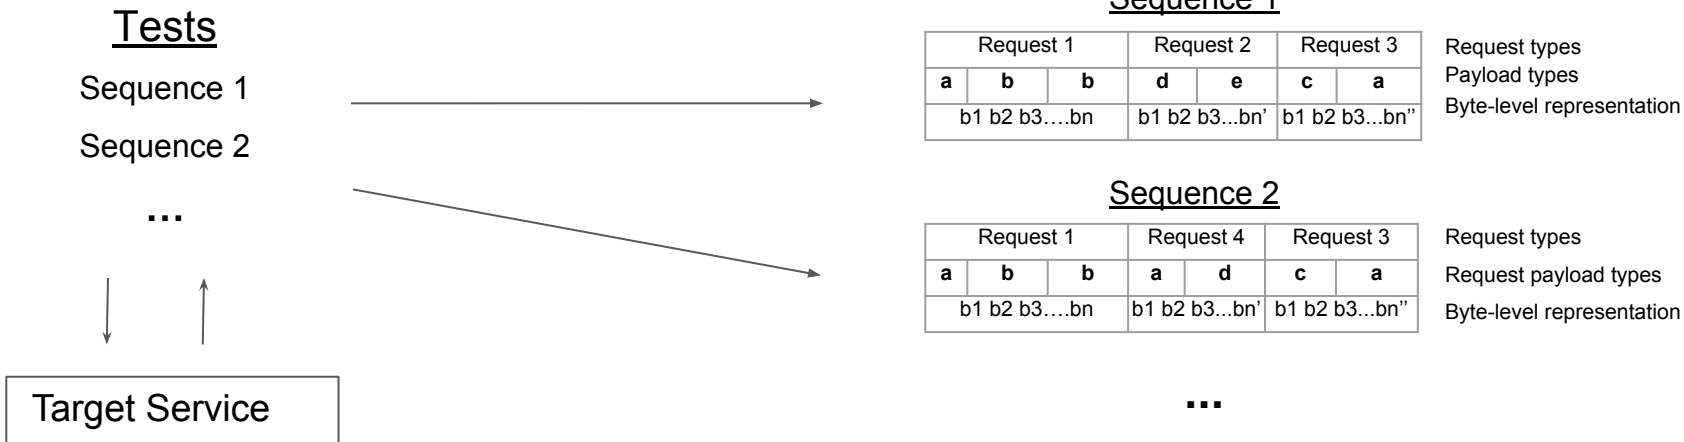 Tests
Sequence 1
Sequence 2
...
Target Service
Sequence 1
Request 1 Request 2 Request 3 Request types
a b b d e c a Payload types
b1 b2 b3....bn b1 b2 b3...bn' b1 b2 b3...bn'' Byte-level representation
Sequence 2
Request 1 Request 4 Request 3 Request types
a b b a d c a Request payload types
b1 b2 b3....bn b1 b2 b3...bn' b1 b2 b3...bn'' Byte-level representation
...